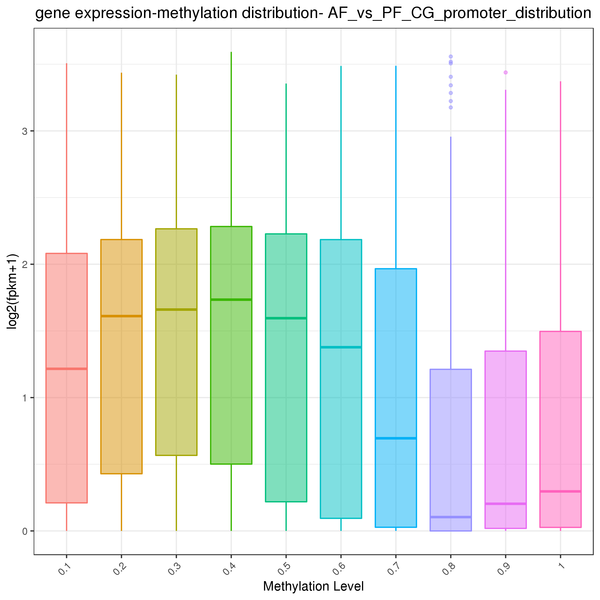 gene expression-methylation distribution- AF_vs_PF_CG_promoter_distribution
3
2
1
0
log2(fpkm+1)
0.1 0.2 0.3 0.4 0.5 0.6 0.7 0.8 0.9 1
Methylation Level